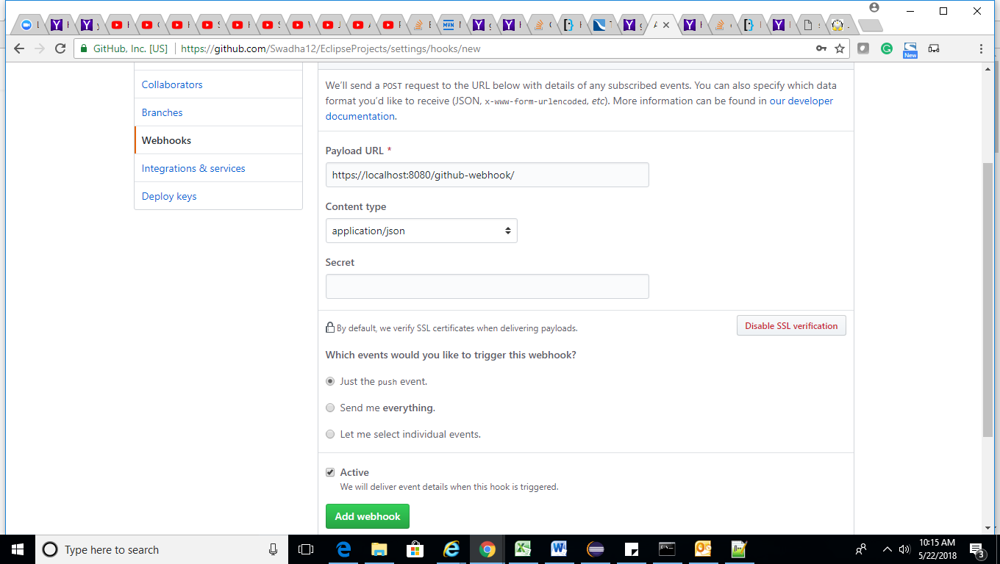 GitHub, Inc. [US] https://github.com/Swadha12/EclipseProjects/settings/hooks/new
New
Collaborators
Branches
Webhooks
Integrations & services
Deploy keys
We'll send a POST request to the URL below with details of any subscribed events. You can also specify which data
format you'd like to receive (JSON, x-www-form-urlencoded, etc). More information can be found in our developer
documentation.
Payload URL *
https://localhost:8080/github-webhook/
Content type
application/json
Secret
By default, we verify SSL certificates when delivering payloads.
Disable SSL verification
Which events would you like to trigger this webhook?
Just the push event.
Send me everything.
Let me select individual events.
Active
We will deliver event details when this hook is triggered.
Add webhook
Type here to search
10:15 AM
5/22/2018
3